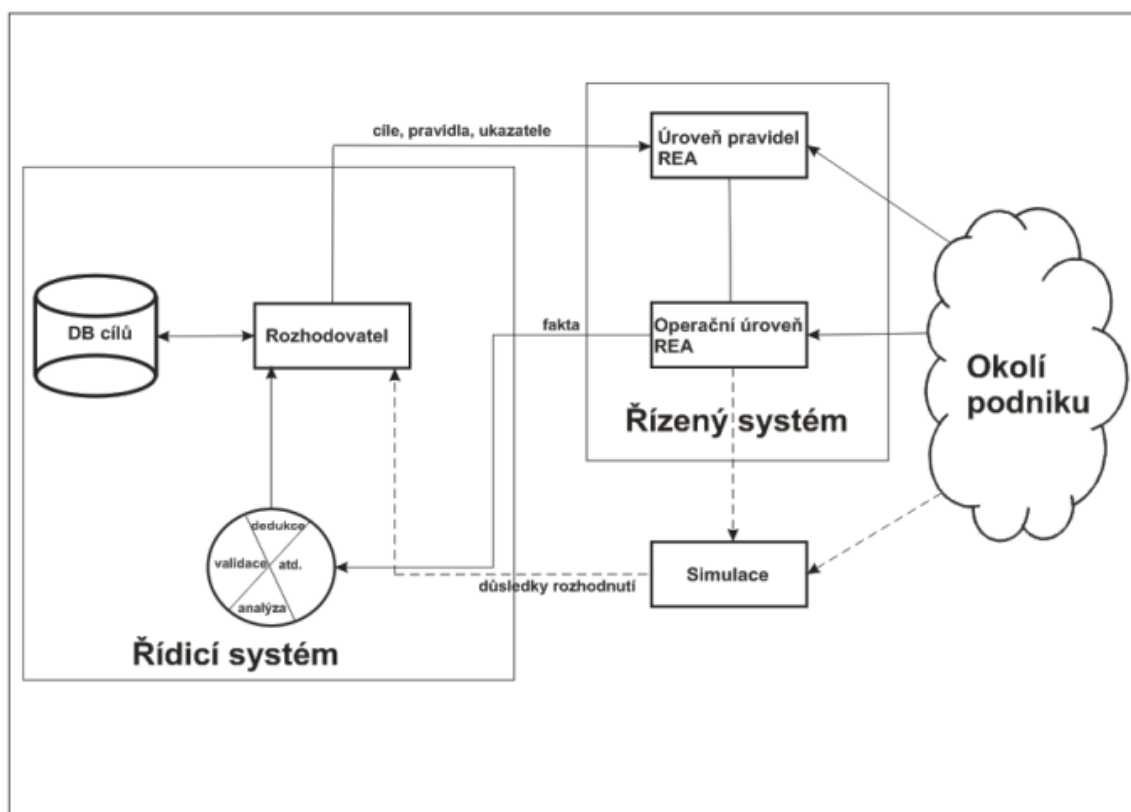 cíle, pravidla, ukazatele
Úroveň pravidel
REA
DB cílů
Rozhodovatel
fakta
Operační úroveň
REA
Řízený systém
Okolí
podniku
dedukce
validace
atd.
analýza
důsledky rozhodnutí
Simulace
Řídicí systém